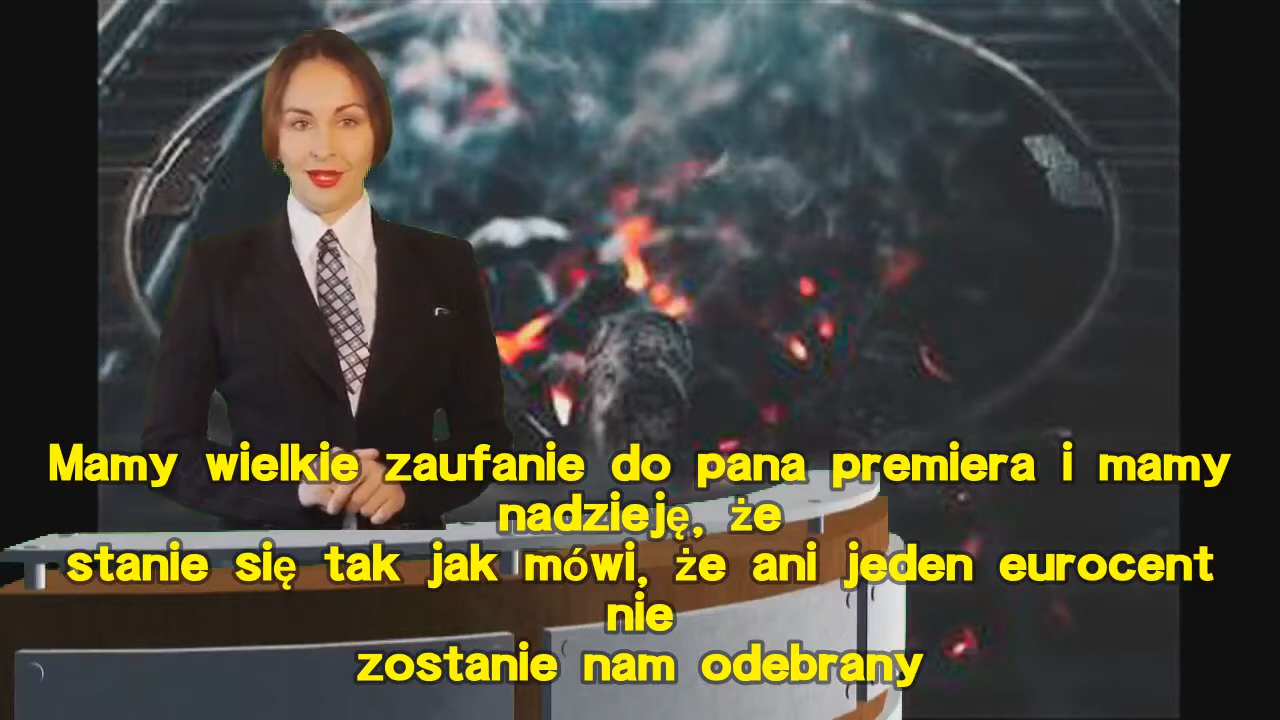 Mamy wielkie zaufanie do pana premiera i mamy
nadzieję, że
stanie się tak jak mówi, że ani jeden eurocent
nie
zostanie nam odebrany